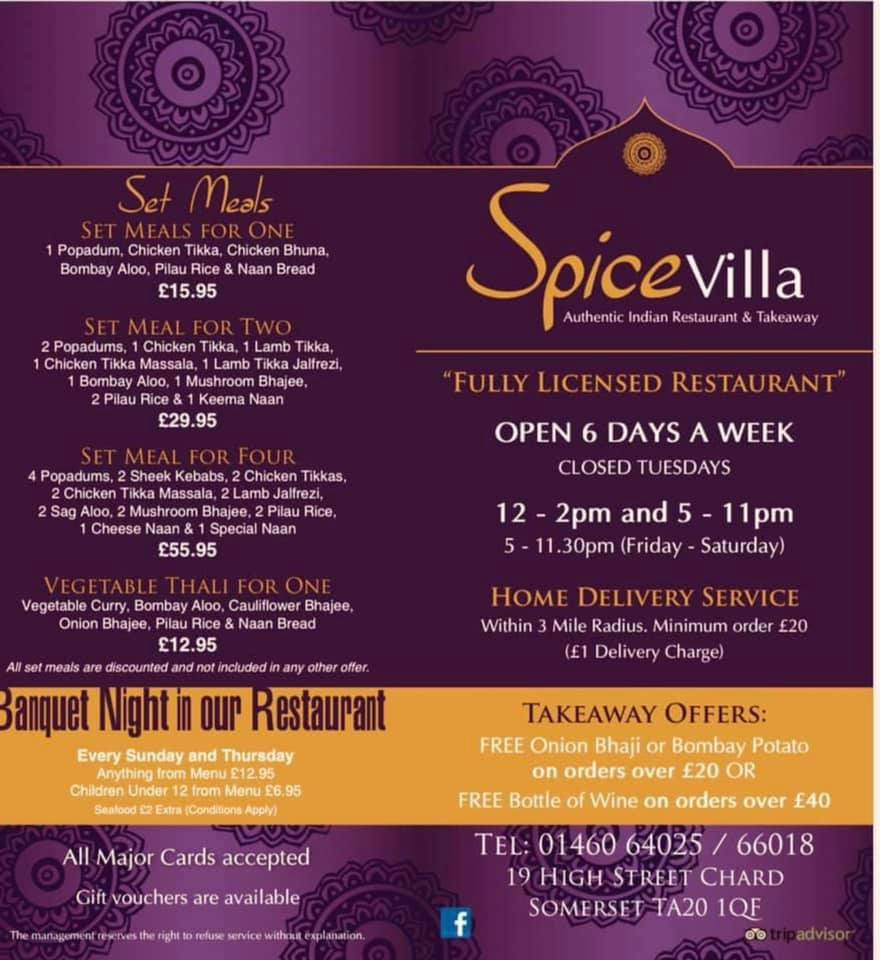 Set Meals
SET MEALS FOR ONE
1 Popadum, Chicken Tikka, Chicken Bhuna,
Bombay Aloo, Pilau Rice & Naan Bread
£15.95
SET MEAL FOR TWO
2 Popadums, 1 Chicken Tikka, 1 Lamb Tikka,
1 Chicken Tikka Massala, 1 Lamb Tikka Jalfrezi,
1 Bombay Aloo, 1 Mushroom Bhajee,
2 Pilau Rice & 1 Keema Naan
£29.95
SET MEAL FOR FOUR
4 Popadums, 2 Sheek Kebabs, 2 Chicken Tikkas,
2 Chicken Tikka Massala, 2 Lamb Jalfrezi,
2 Sag Aloo, 2 Mushroom Bhajee, 2 Pilau Rice,
1 Cheese Naan & 1 Special Naan
£55.95
VEGETABLE THALI FOR ONE
Vegetable Curry, Bombay Aloo, Cauliflower Bhajee,
Onion Bhajee, Pilau Rice & Naan Bread
£12.95
All set meals are discounted and not included in any other offer.
Banquet Night in our Restaurant
Every Sunday and Thursday
Anything from Menu £12.95
Children Under 12 from Menu £6.95
Seafood £2 Extra (Conditions Apply)
All Major Cards accepted
Gift vouchers are available
The management reserves the right to refuse service without explanation.
SpiceVilla
Authentic Indian Restaurant & Takeaway
"FULLY LICENSED RESTAURANT"
OPEN 6 DAYS A WEEK
CLOSED TUESDAYS
12 - 2pm and 5 - 11pm
5 - 11.30pm (Friday - Saturday)
HOME DELIVERY SERVICE
Within 3 Mile Radius. Minimum order £20
(£1 Delivery Charge)
TAKEAWAY OFFERS:
FREE Onion Bhaji or Bombay Potato
on orders over £20 OR
FREE Bottle of Wine on orders over £40
TEL: 01460 64025 / 66018
19 HIGH STREET CHARD
SOMERSET TA20 1QF
f
tripadvisor